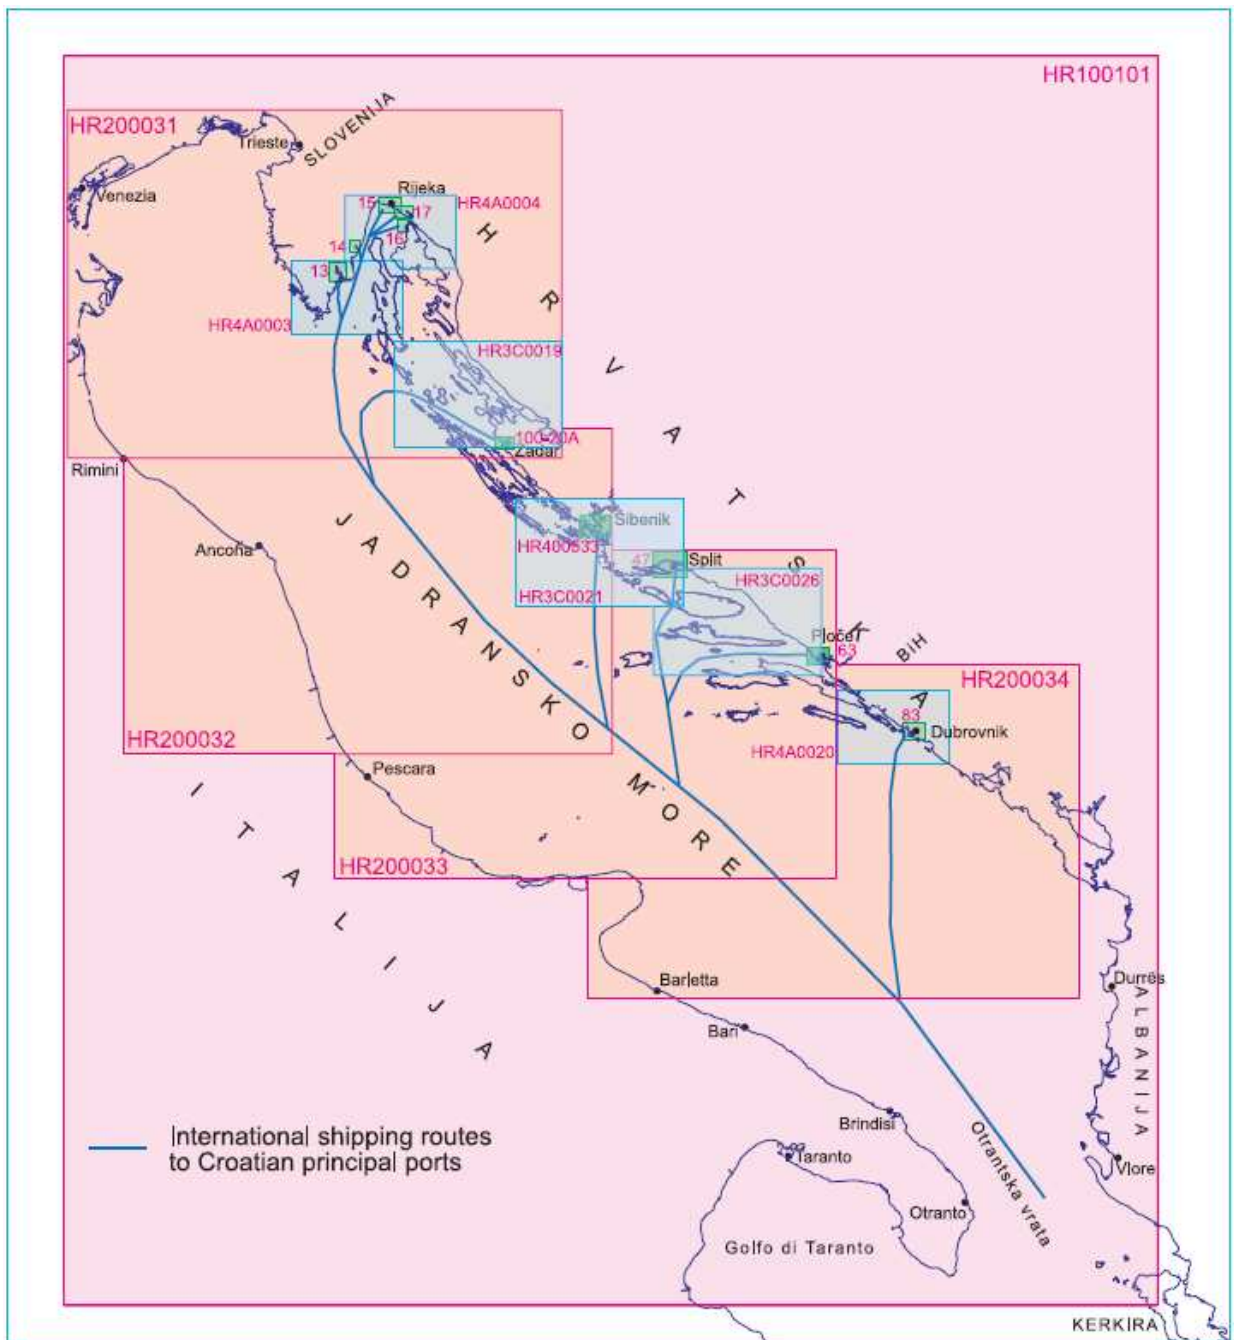 HR100101
HR200031
Trieste
SLOVENIJA
Venezia
Rijeka
15
17
HR4A0004
16
14
13
HR4A0003
HR3C0019
HRVATSKA
100-20A
Zadar
Rimini
Šibenik
HR400533
47
Split
HR3C0021
HR3C0026
Ancona
JADRANSKO MORE
Ploče
63
BIH
HR200034
83
Dubrovnik
HR4A0020
HR200032
Pescara
HR200033
ITALIJA
Barletta
Bari
Durrës
ALBANIJA
Brindisi
International shipping routes
to Croatian principal ports
Taranto
Vlore
Otranto
Otrantska vrata
Golfo di Taranto
KERKIRA